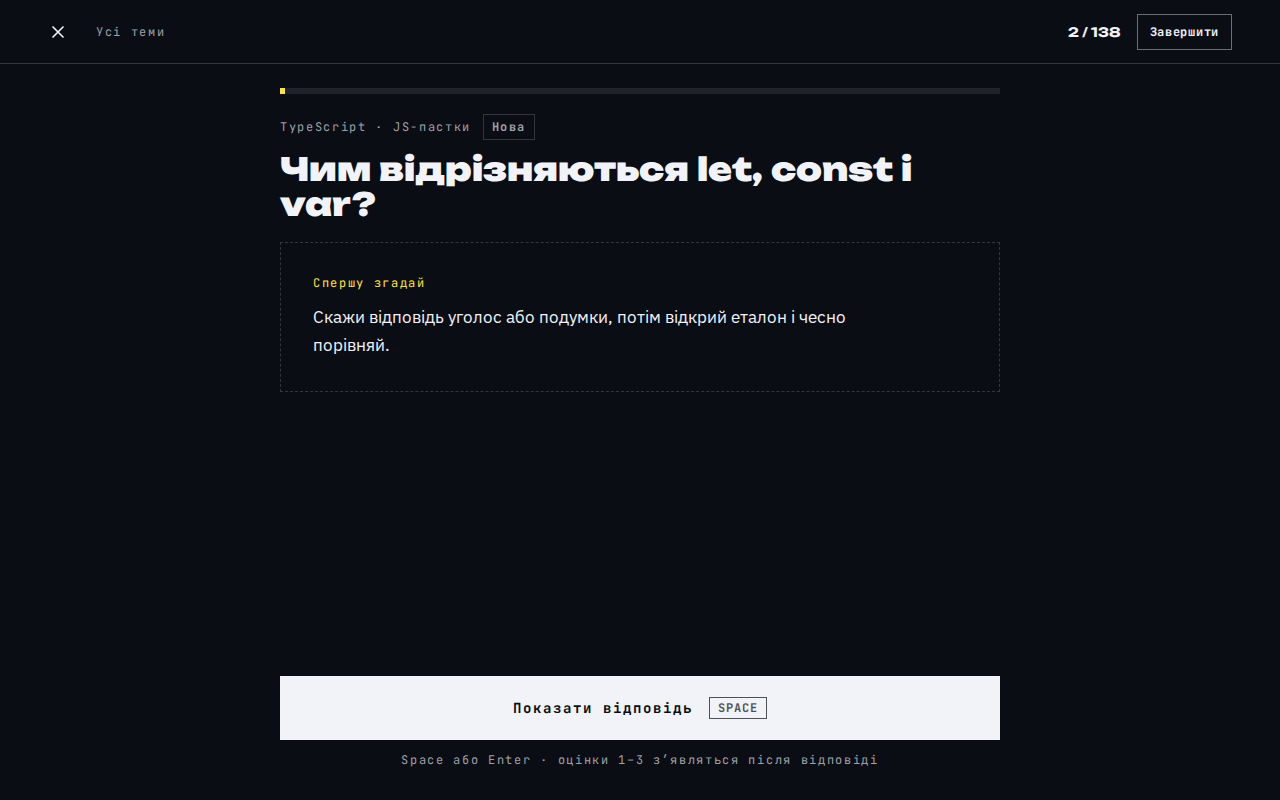 Усі теми
2 / 138
Завершити
TypeScript · JS-пастки
Нова
Чим відрізняються let, const і
var?
Спершу згадай
Скажи відповідь уголос або подумки, потім відкрий еталон і чесно
порівняй.
Показати відповідь
SPACE
Space або Enter · оцінки 1–3 з’являться після відповіді